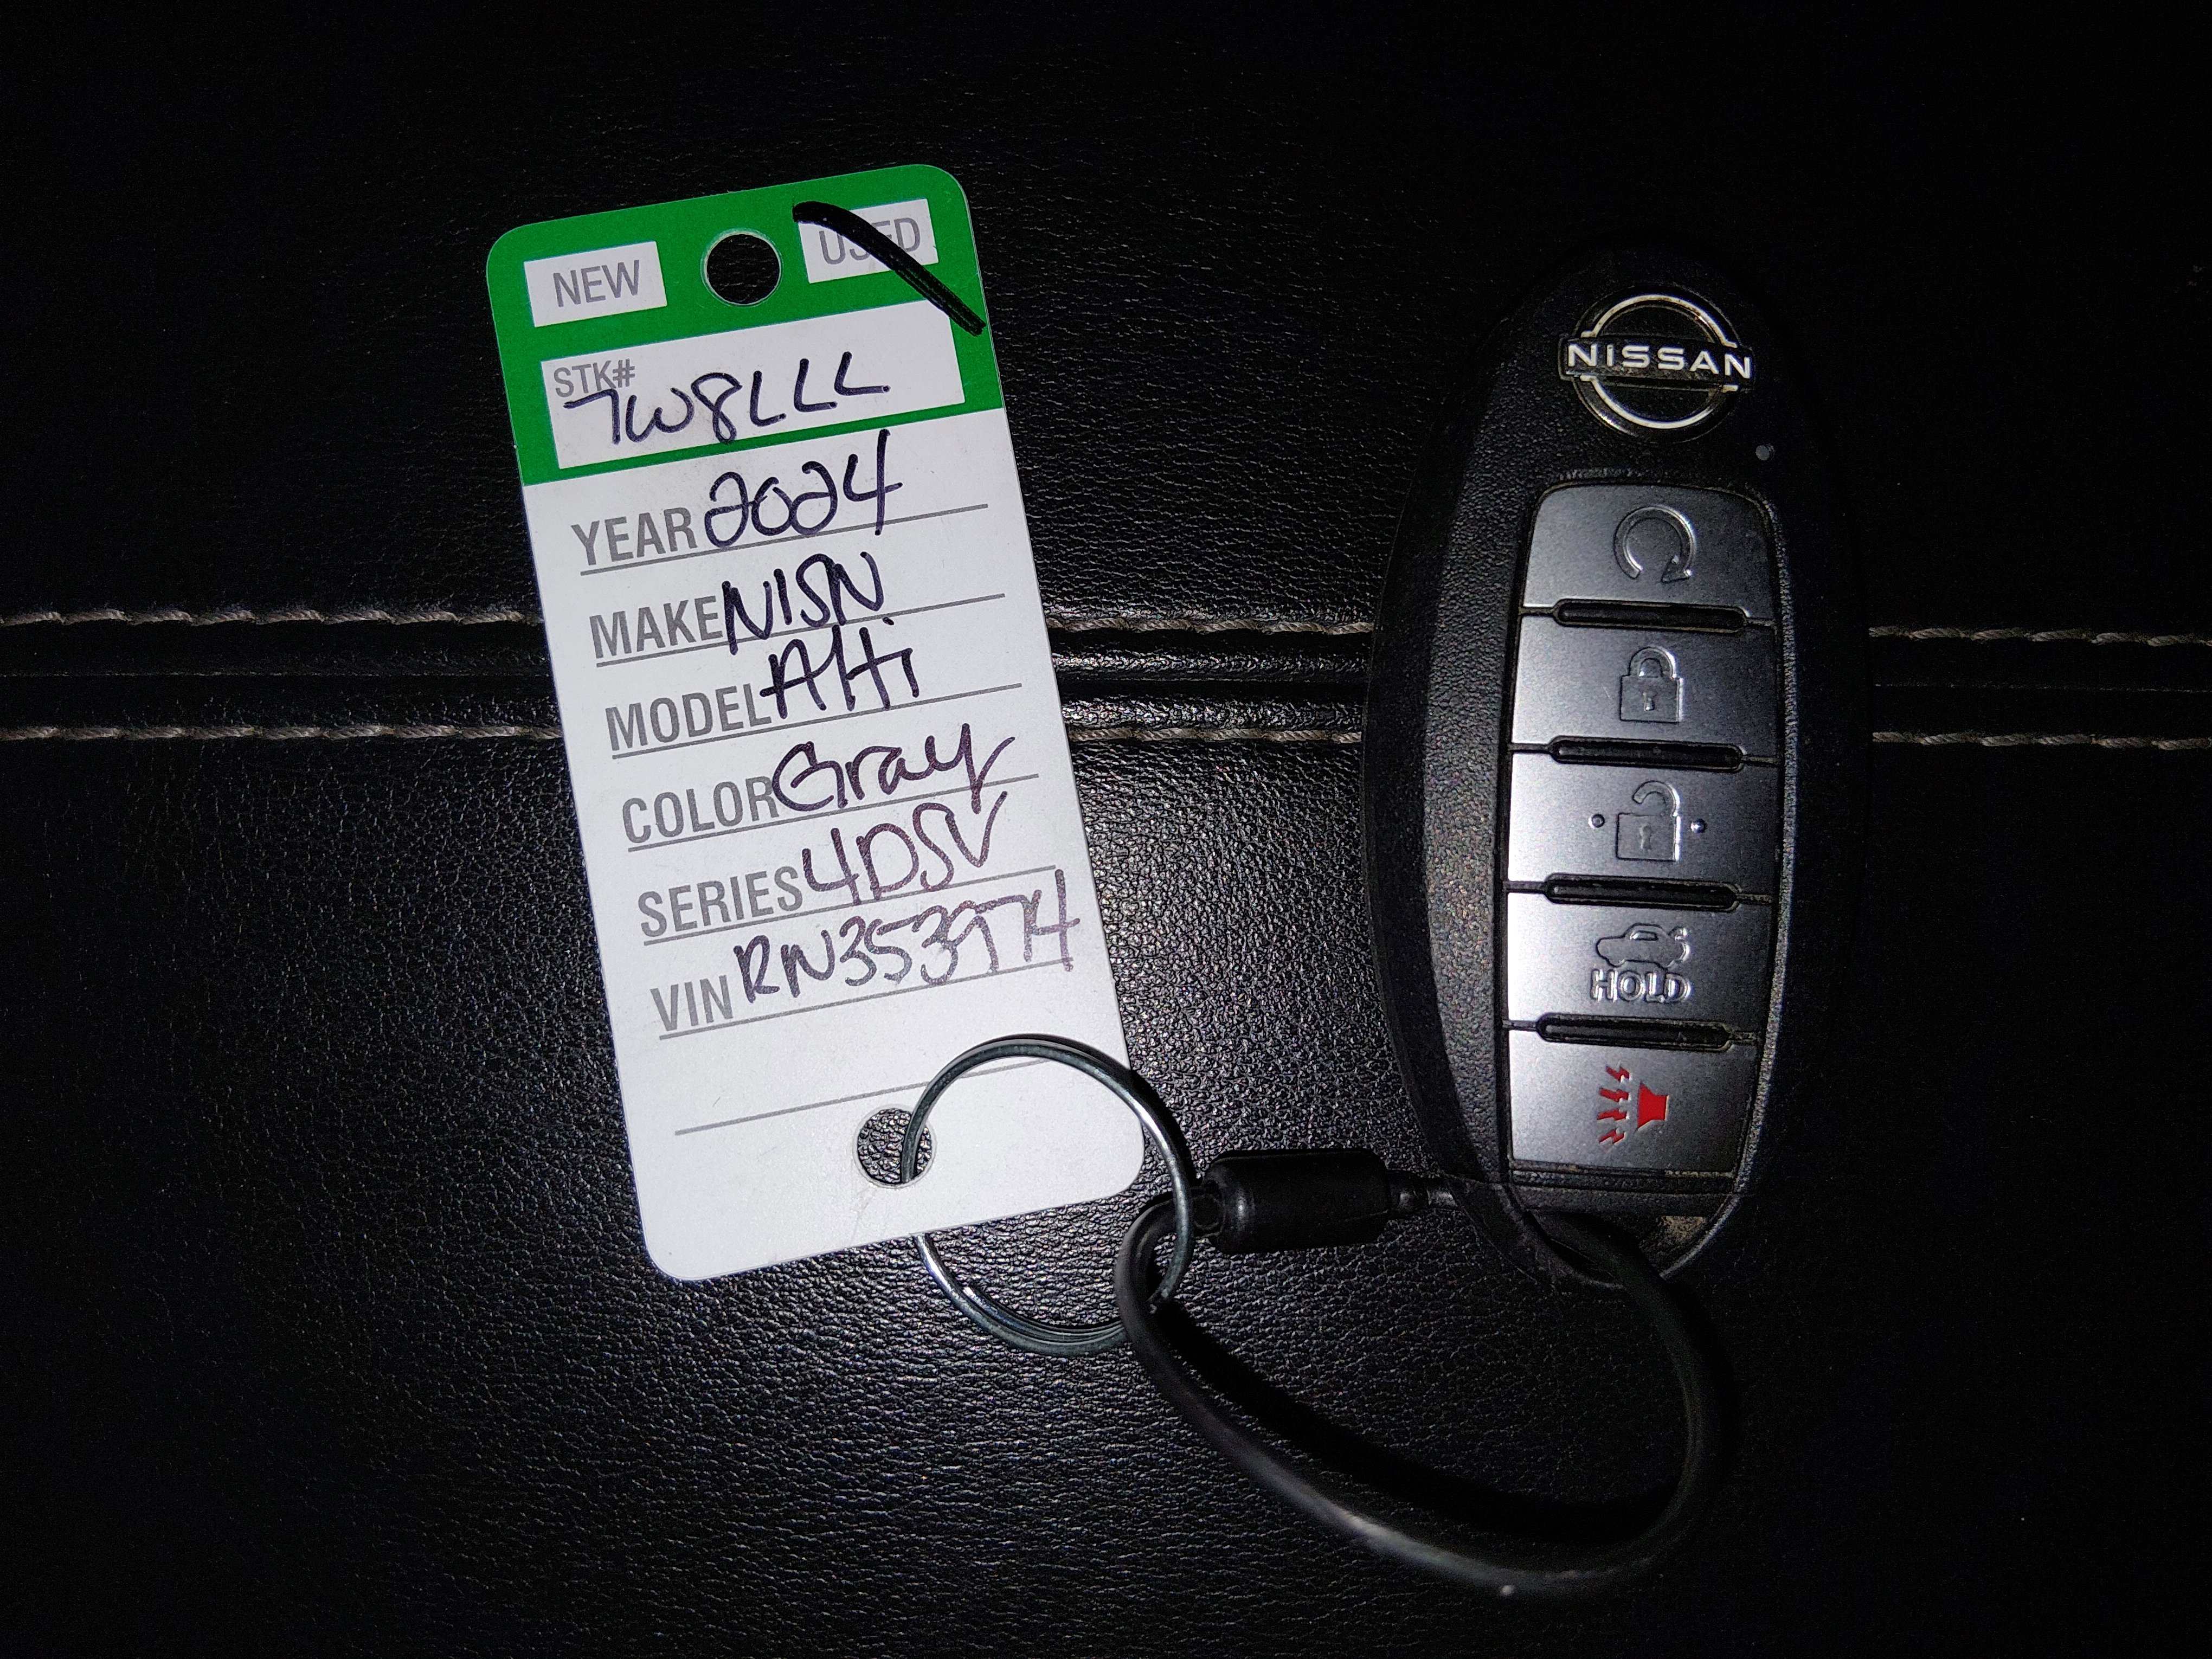 NEW USED
STK#
7W8LLL
YEAR 2024
MAKE NISN
MODEL Alti
COLOR Gray
SERIES 4DSV
VIN RN353974
NISSAN
HOLD